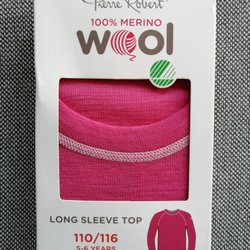 Pierre Robert®
100% MERINO
WOOL
LONG SLEEVE TOP
110/116
5-6 YEARS